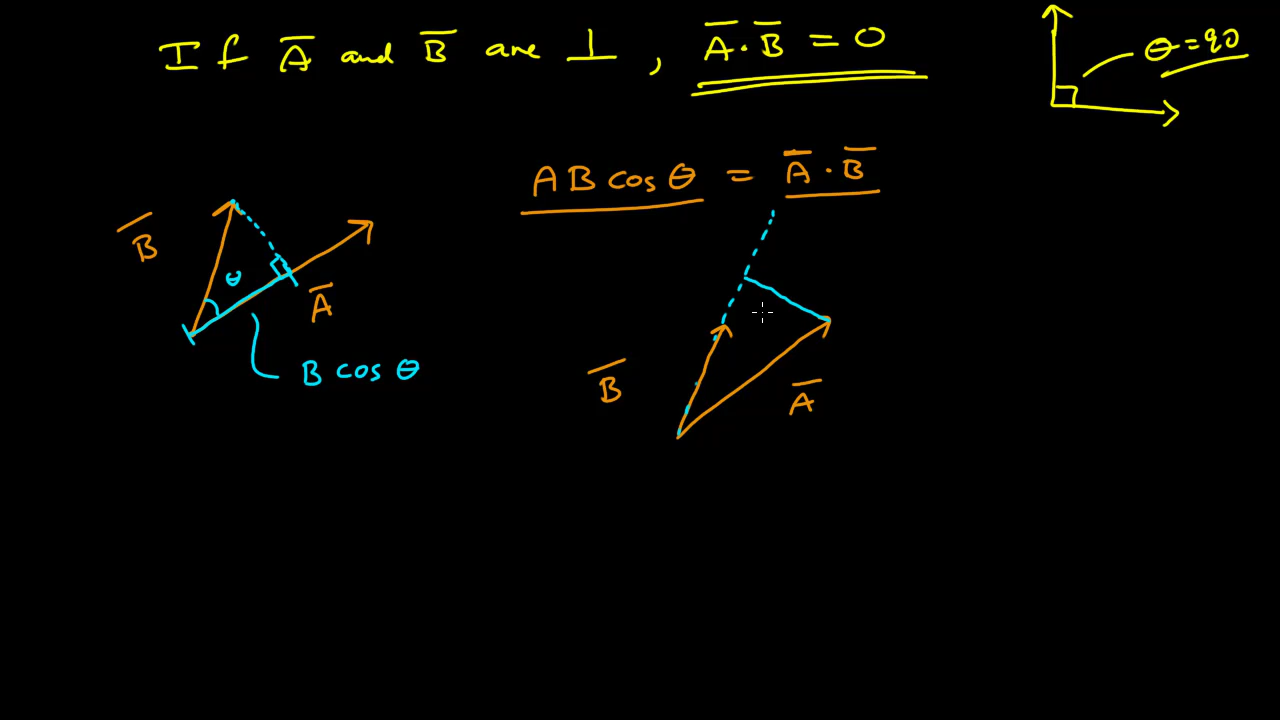 If A̅ and B̅ are ⊥, A̅·B̅ = 0
θ = 90
AB cos θ = A̅·B̅
B̅
θ
A̅
B cos θ
B̅
A̅